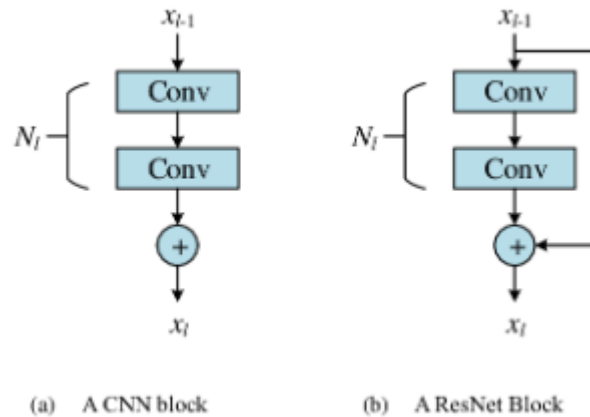 x_{l-1} x_{l-1}
Conv Conv
N_l N_l
Conv Conv
+ +
x_l x_l
(a) A CNN block (b) A ResNet Block